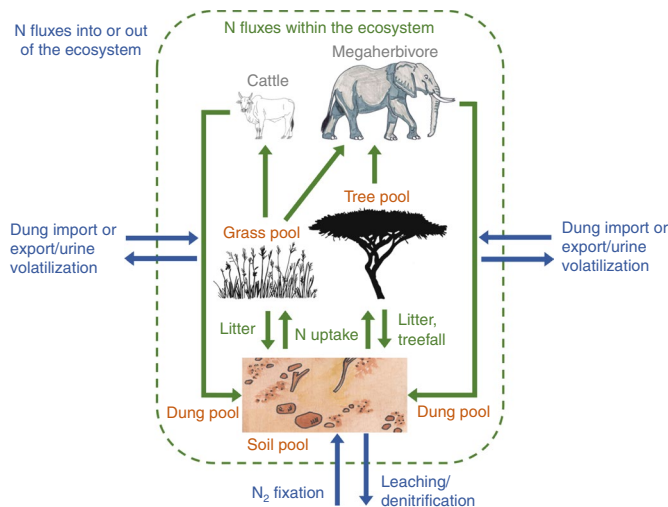 N fluxes into or out
of the ecosystem
N fluxes within the ecosystem
Megaherbivore
Cattle
Tree pool
Grass pool
Dung import or
export/urine
volatilization
Dung import or
export/urine
volatilization
Litter
N uptake
Litter,
treefall
Dung pool
Dung pool
Soil pool
N₂ fixation
Leaching/
denitrification